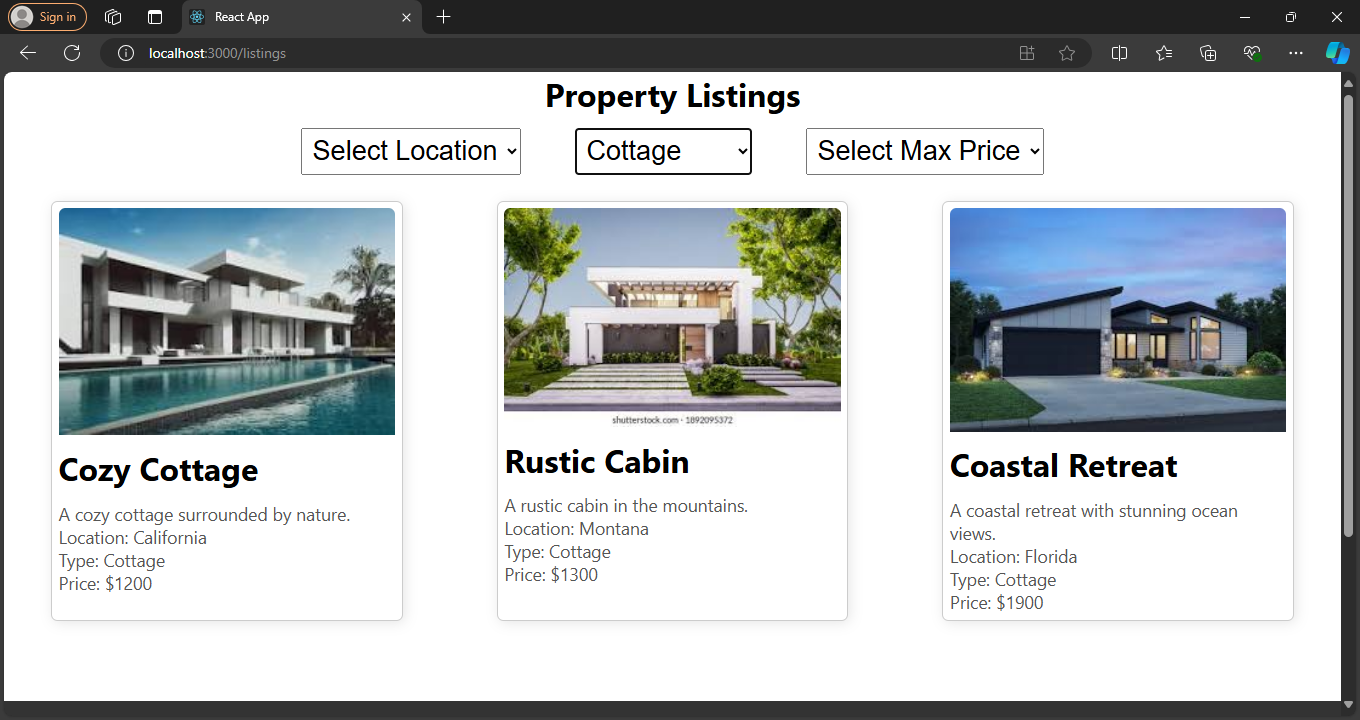 Sign in
React App
localhost:3000/listings
Property Listings
Select Location
Cottage
Select Max Price
shutterstock.com · 1892095372
Cozy Cottage
A cozy cottage surrounded by nature.
Location: California
Type: Cottage
Price: $1200
Rustic Cabin
A rustic cabin in the mountains.
Location: Montana
Type: Cottage
Price: $1300
Coastal Retreat
A coastal retreat with stunning ocean
views.
Location: Florida
Type: Cottage
Price: $1900